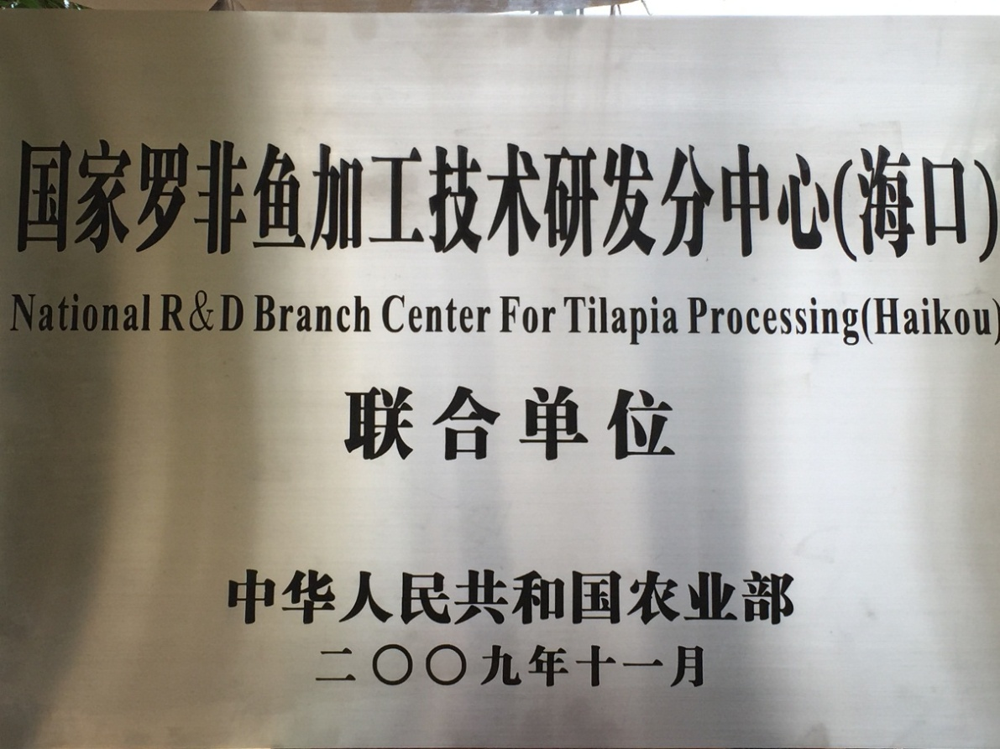 国家罗非鱼加工技术研发分中心(海口)
National R&D Branch Center For Tilapia Processing(Haikou)
联合单位
中华人民共和国农业部
二〇〇九年十一月